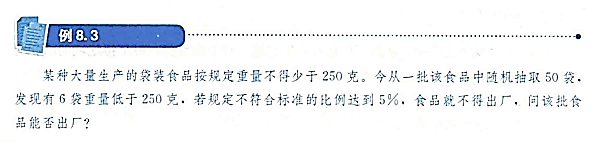 例 8.3
某种大量生产的袋装食品按规定重量不得少于 250 克。今从一批该食品中随机抽取 50 袋，
发现有 6 袋重量低于 250 克，若规定不符合标准的比例达到 5%，食品就不得出厂，问该批食
品能否出厂？